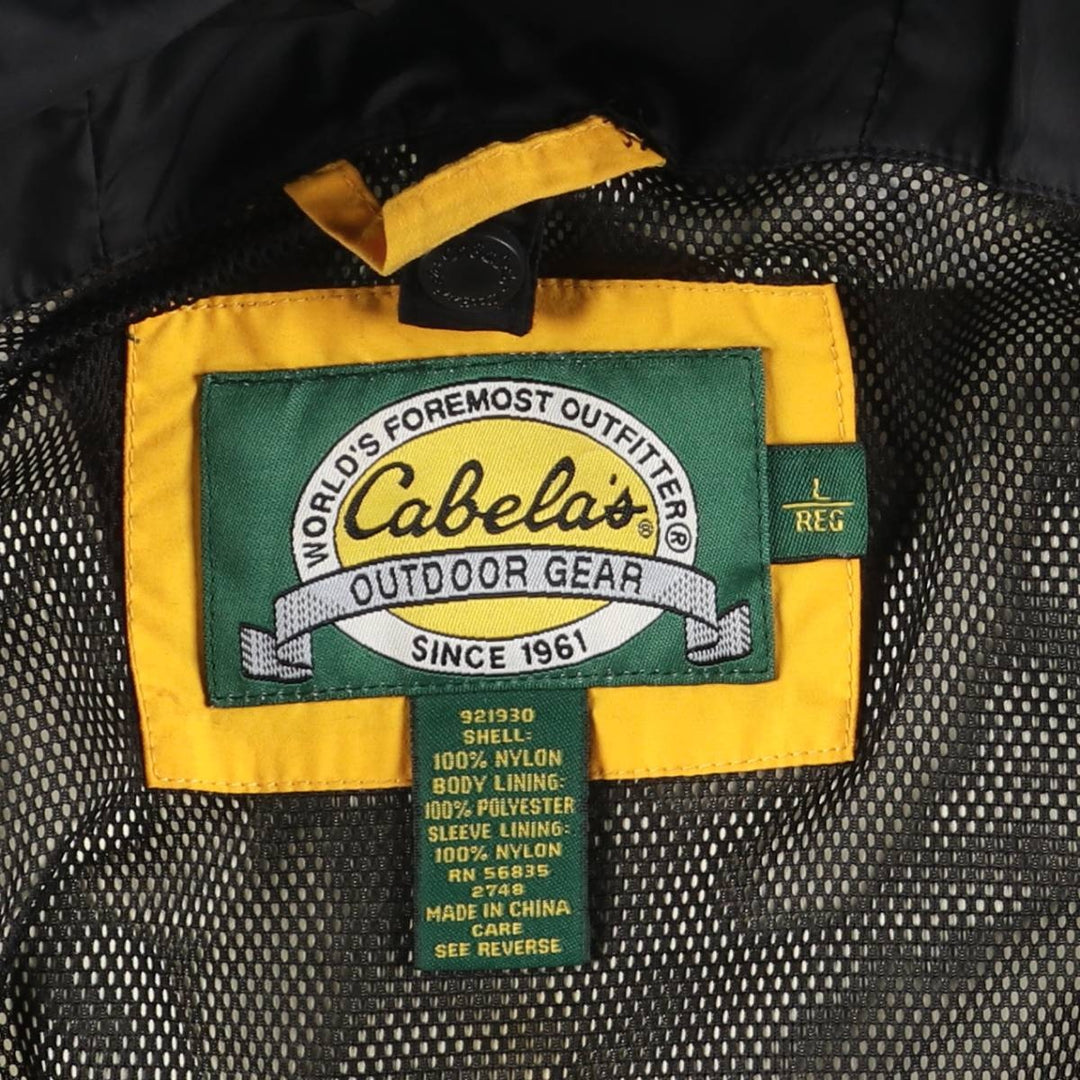 WORLD'S FOREMOST OUTFITTER®
Cabela's®
OUTDOOR GEAR
SINCE 1961
L
REG
921930
SHELL:
100% NYLON
BODY LINING:
100% POLYESTER
SLEEVE LINING:
100% NYLON
RN 56835
2748
MADE IN CHINA
CARE
SEE REVERSE